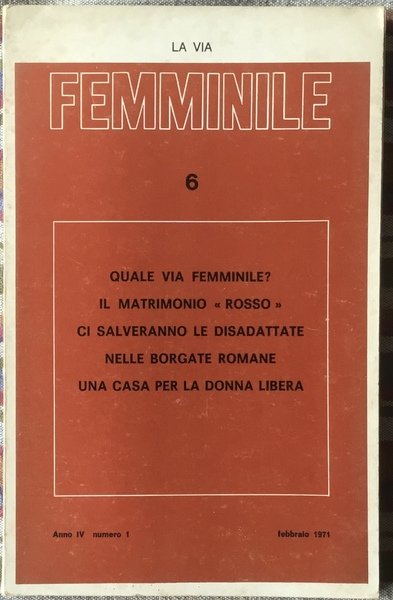 LA VIA
FEMMINILE
6
QUALE VIA FEMMINILE?
IL MATRIMONIO « ROSSO »
CI SALVERANNO LE DISADATTATE
NELLE BORGATE ROMANE
UNA CASA PER LA DONNA LIBERA
Anno IV numero 1 febbraio 1971